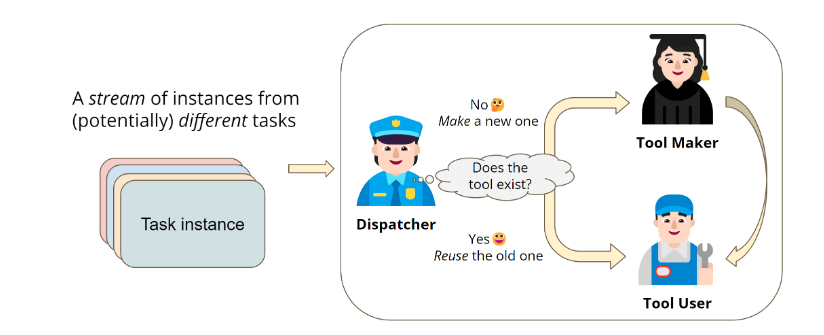 A stream of instances from
(potentially) different tasks
Task instance
Dispatcher
Does the
tool exist?
No
Make a new one
Yes
Reuse the old one
Tool Maker
Tool User